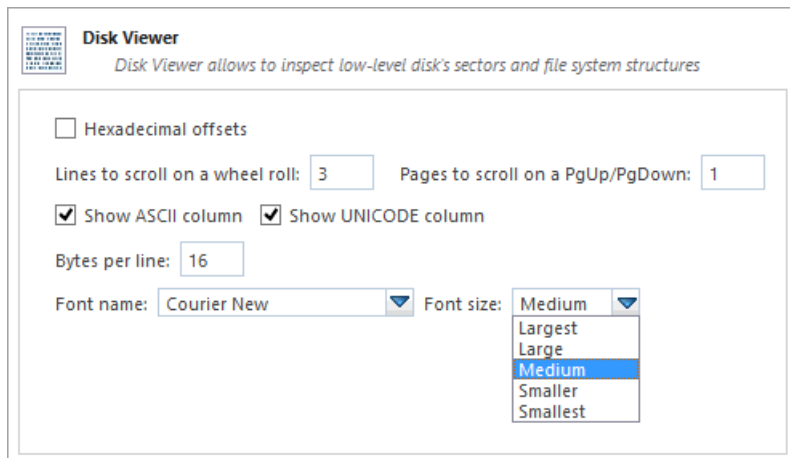 Disk Viewer
Disk Viewer allows to inspect low-level disk's sectors and file system structures
Hexadecimal offsets
Lines to scroll on a wheel roll: 3 Pages to scroll on a PgUp/PgDown: 1
Show ASCII column Show UNICODE column
Bytes per line: 16
Font name: Courier New Font size: Medium
Largest
Large
Medium
Smaller
Smallest